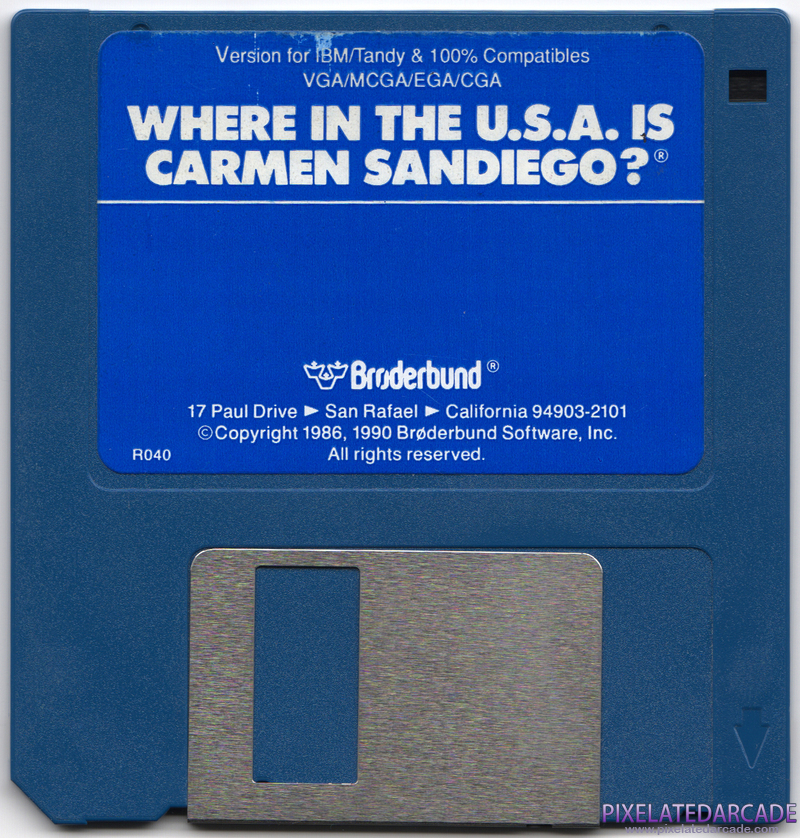 Version for IBM/Tandy & 100% Compatibles
VGA/MCGA/EGA/CGA
WHERE IN THE U.S.A. IS
CARMEN SANDIEGO?®
Brøderbund®
17 Paul Drive ► San Rafael ► California 94903-2101
©Copyright 1986, 1990 Brøderbund Software, Inc.
R040 All rights reserved.
PIXELATEDARCADE
www.pixelatedarcade.com